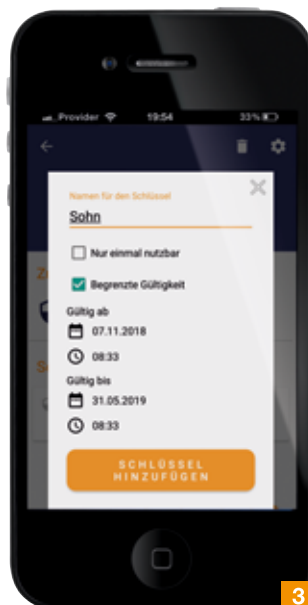 Provider 19:54 33%
Namen für den Schlüssel
Sohn
Nur einmal nutzbar
Begrenzte Gültigkeit
Gültig ab
07.11.2018
08:33
Gültig bis
31.05.2019
08:33
SCHLÜSSEL
HINZUFÜGEN
3